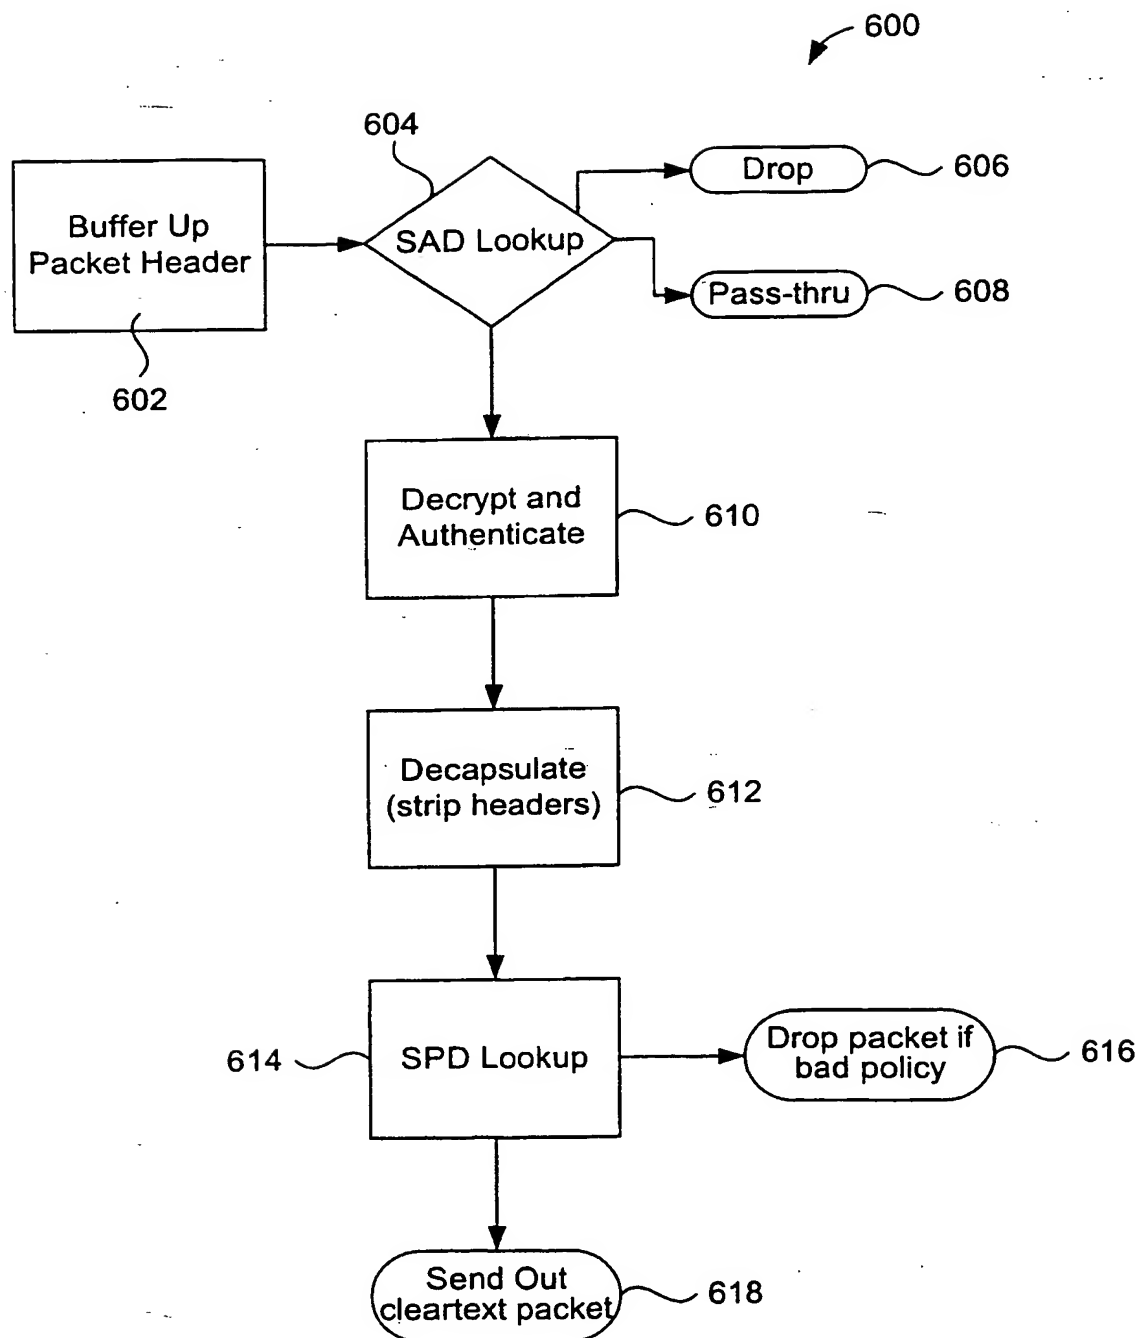 600
604
Drop
606
Buffer Up
Packet Header
SAD Lookup
Pass-thru
608
602
Decrypt and
Authenticate
610
Decapsulate
(strip headers)
612
614
SPD Lookup
Drop packet if
bad policy
616
Send Out
cleartext packet
618